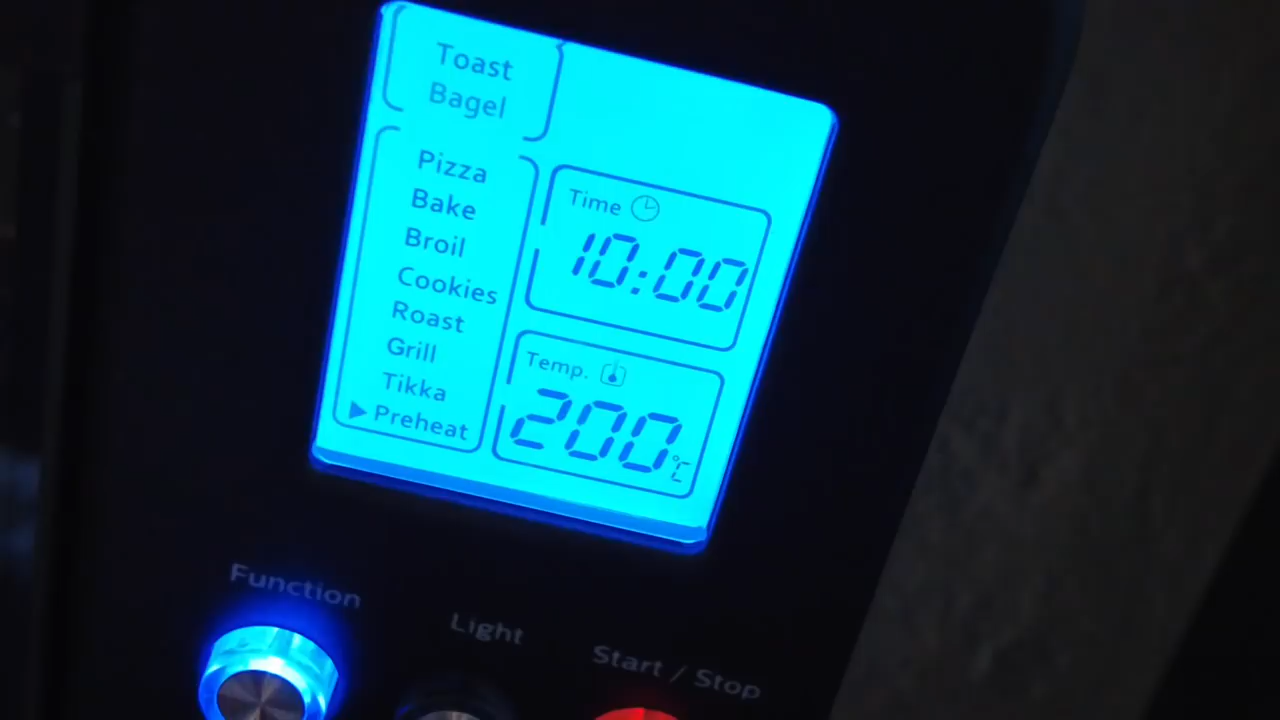 Toast
Bagel
Pizza
Bake
Broil
Cookies
Roast
Grill
Tikka
Preheat
Time
10:00
Temp.
200°C
Function
Light
Start / Stop